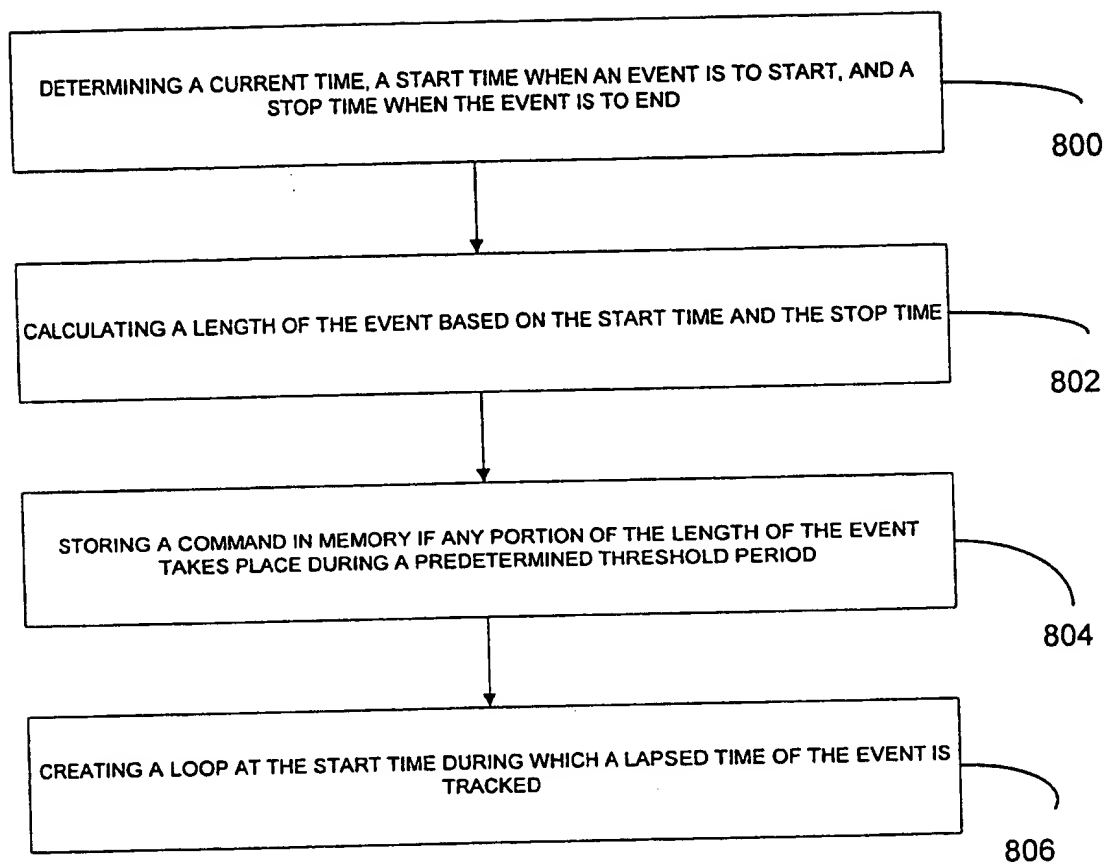 DETERMINING A CURRENT TIME, A START TIME WHEN AN EVENT IS TO START, AND A
STOP TIME WHEN THE EVENT IS TO END
800
CALCULATING A LENGTH OF THE EVENT BASED ON THE START TIME AND THE STOP TIME
802
STORING A COMMAND IN MEMORY IF ANY PORTION OF THE LENGTH OF THE EVENT
TAKES PLACE DURING A PREDETERMINED THRESHOLD PERIOD
804
CREATING A LOOP AT THE START TIME DURING WHICH A LAPSED TIME OF THE EVENT IS
TRACKED
806